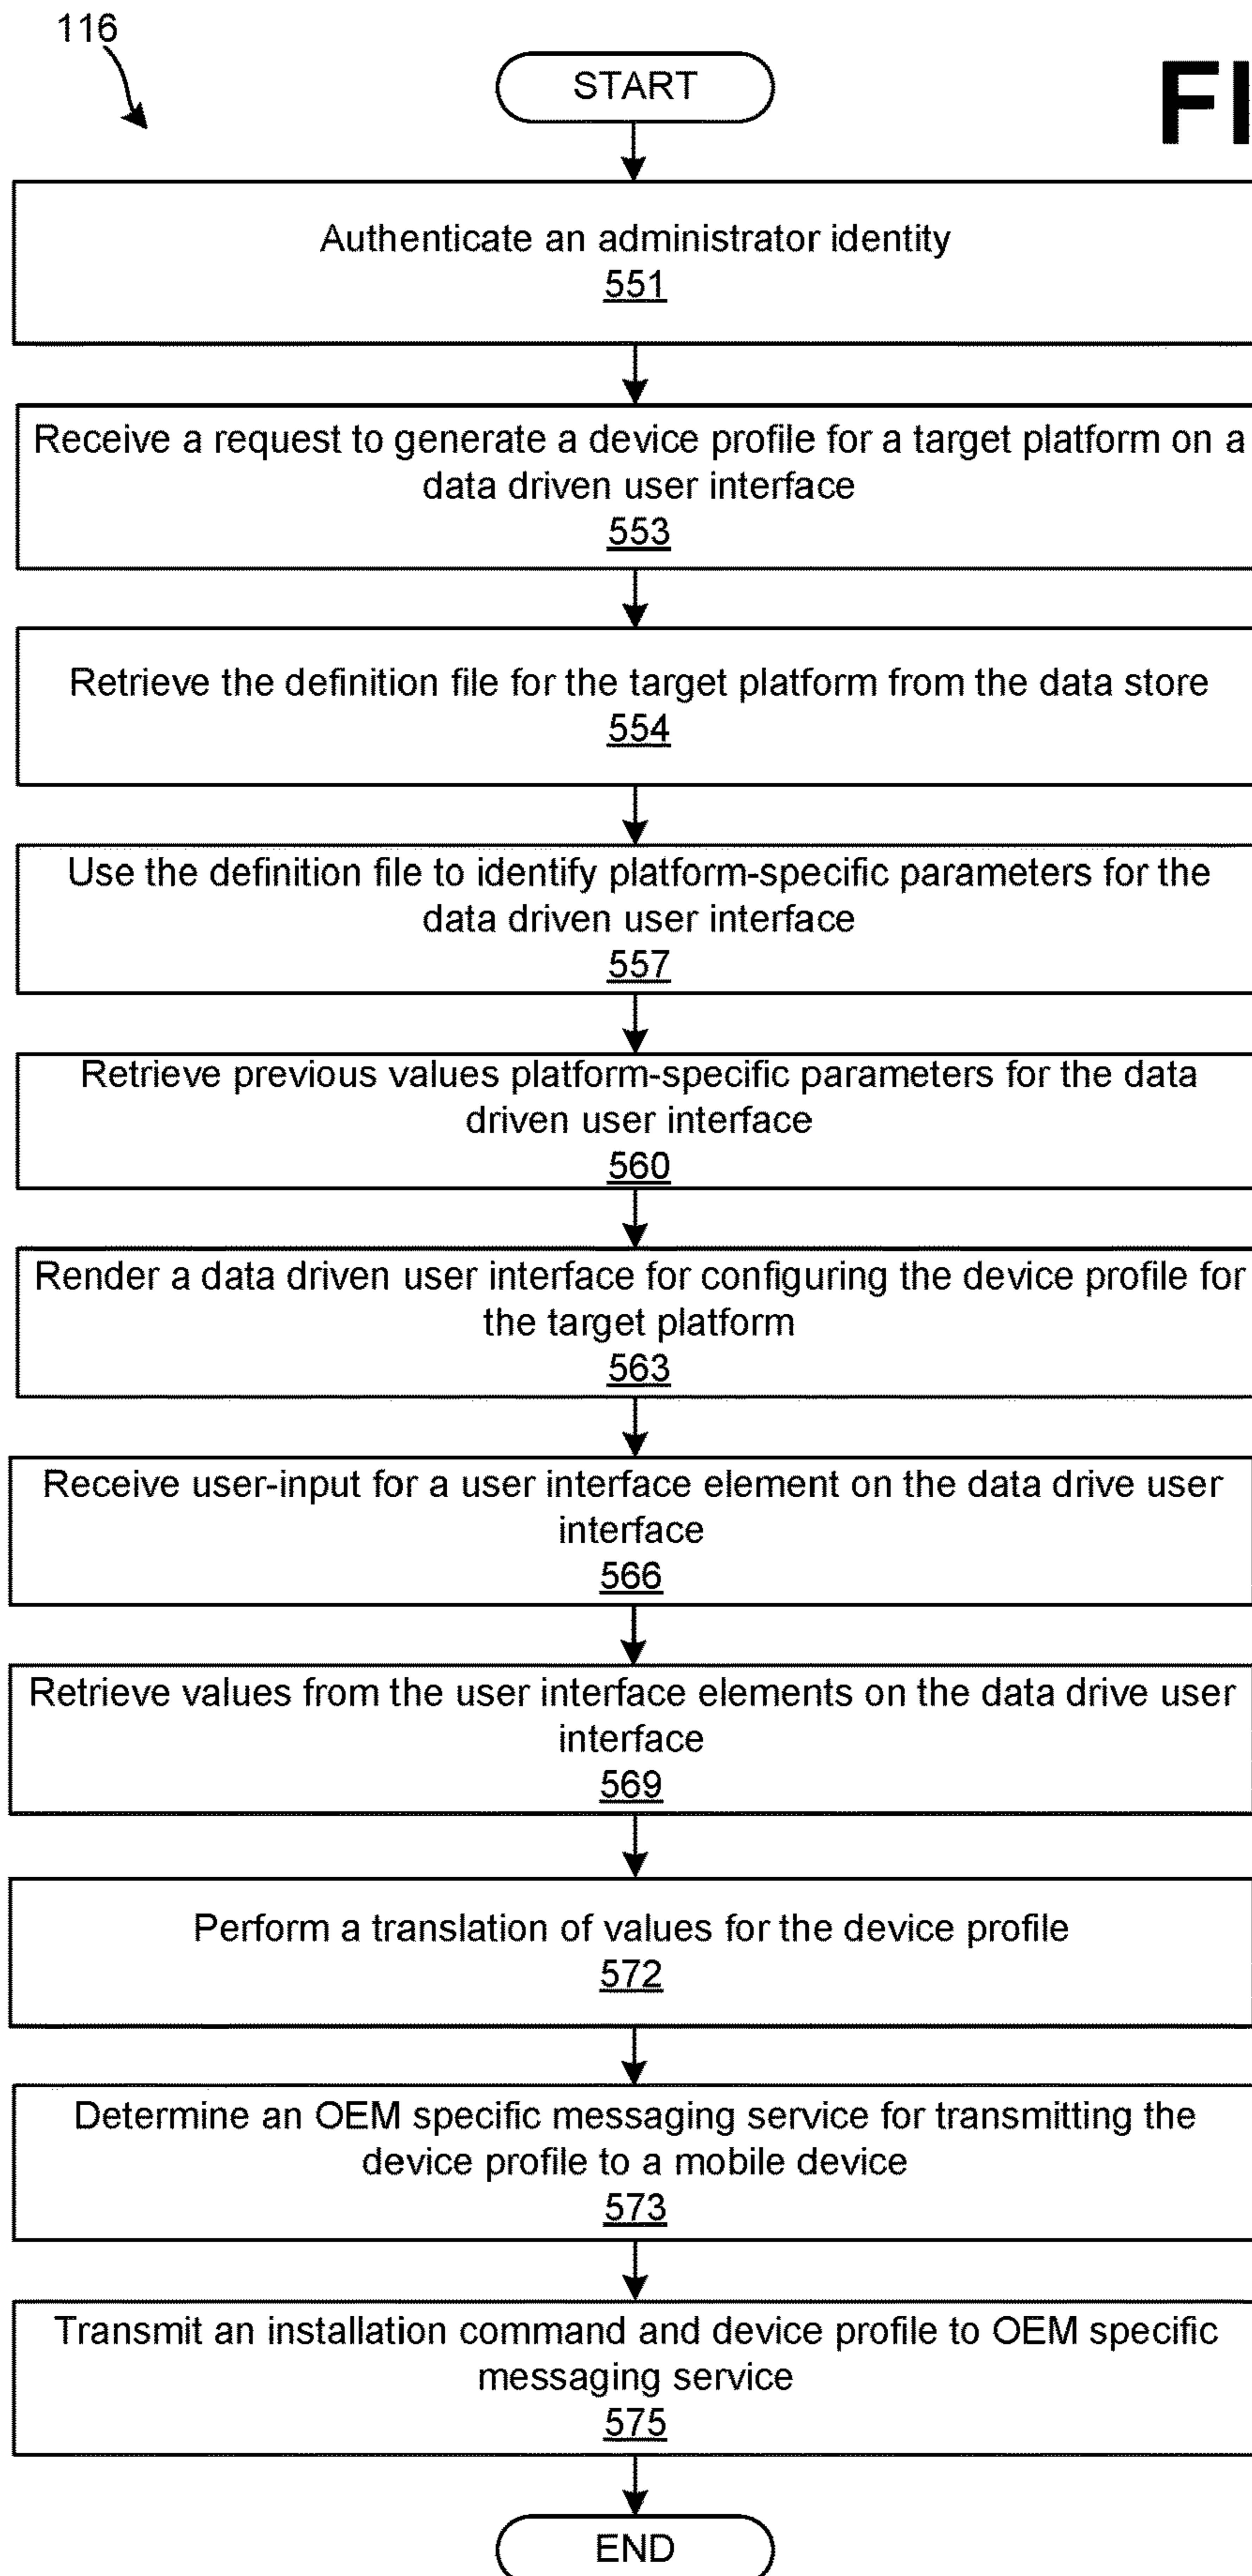 116
START
FI
Authenticate an administrator identity
551
Receive a request to generate a device profile for a target platform on a
data driven user interface
553
Retrieve the definition file for the target platform from the data store
554
Use the definition file to identify platform-specific parameters for the
data driven user interface
557
Retrieve previous values platform-specific parameters for the data
driven user interface
560
Render a data driven user interface for configuring the device profile for
the target platform
563
Receive user-input for a user interface element on the data drive user
interface
566
Retrieve values from the user interface elements on the data drive user
interface
569
Perform a translation of values for the device profile
572
Determine an OEM specific messaging service for transmitting the
device profile to a mobile device
573
Transmit an installation command and device profile to OEM specific
messaging service
575
END